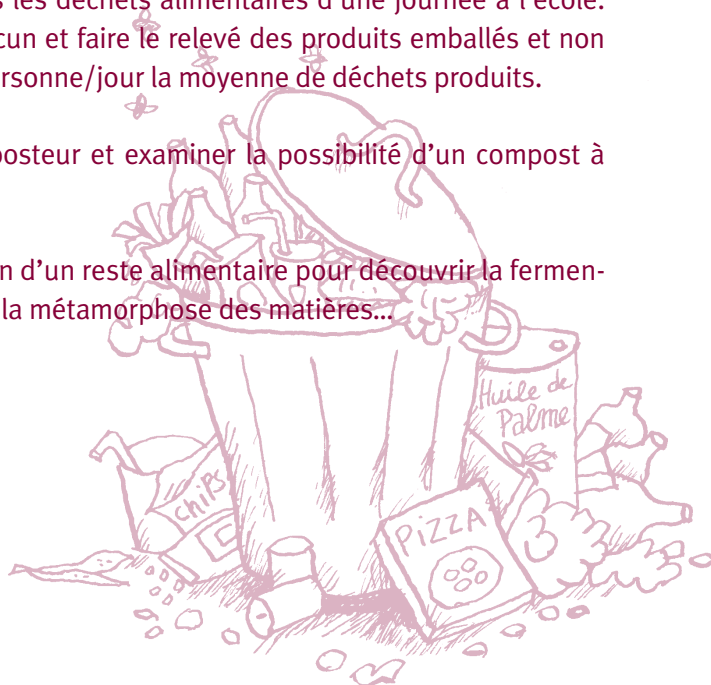 les déchets alimentaires d'une journée à l'école.
cun et faire le relevé des produits emballés et non
ersonne/jour la moyenne de déchets produits.
posteur et examiner la possibilité d'un compost à
n d'un reste alimentaire pour découvrir la fermen-
la métamorphose des matières...
Huile de
Palme
chips
PiZZA